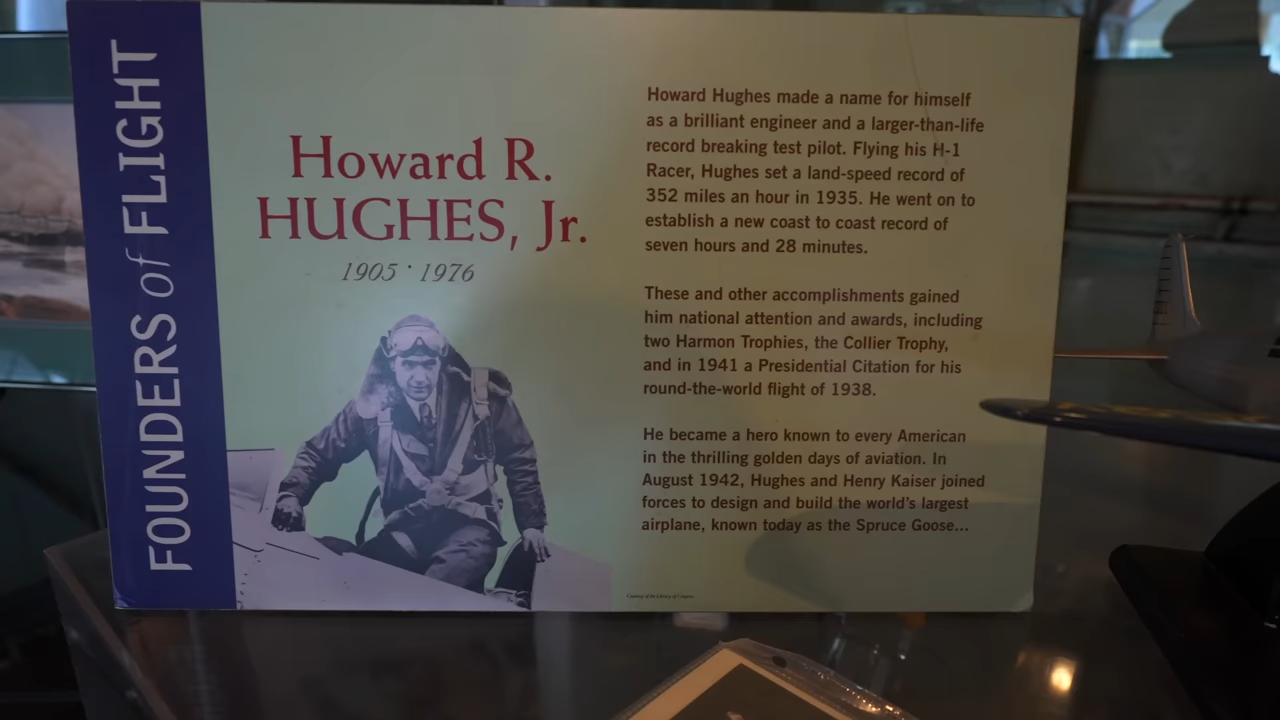 FOUNDERS of FLIGHT
Howard R.
HUGHES, Jr.
1905 · 1976
Howard Hughes made a name for himself
as a brilliant engineer and a larger-than-life
record breaking test pilot. Flying his H-1
Racer, Hughes set a land-speed record of
352 miles an hour in 1935. He went on to
establish a new coast to coast record of
seven hours and 28 minutes.
These and other accomplishments gained
him national attention and awards, including
two Harmon Trophies, the Collier Trophy,
and in 1941 a Presidential Citation for his
round-the-world flight of 1938.
He became a hero known to every American
in the thrilling golden days of aviation. In
August 1942, Hughes and Henry Kaiser joined
forces to design and build the world's largest
airplane, known today as the Spruce Goose...
Courtesy of the Library of Congress